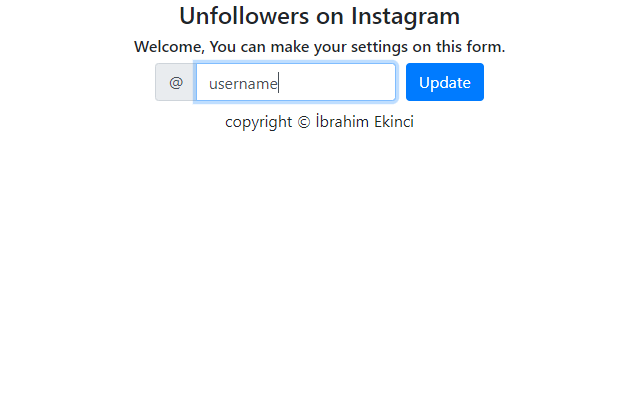 Unfollowers on Instagram
Welcome, You can make your settings on this form.
@ username Update
copyright © İbrahim Ekinci